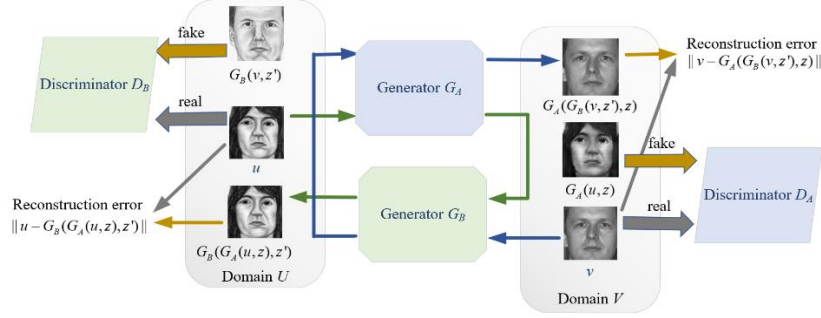 fake
Discriminator D_B
real
G_B(v,z')
u
Reconstruction error
‖u−G_B(G_A(u,z),z')‖
G_B(G_A(u,z),z')
Domain U
Generator G_A
Generator G_B
G_A(G_B(v,z'),z)
G_A(u,z)
v
Domain V
Reconstruction error
‖v−G_A(G_B(v,z'),z)‖
fake
Discriminator D_A
real